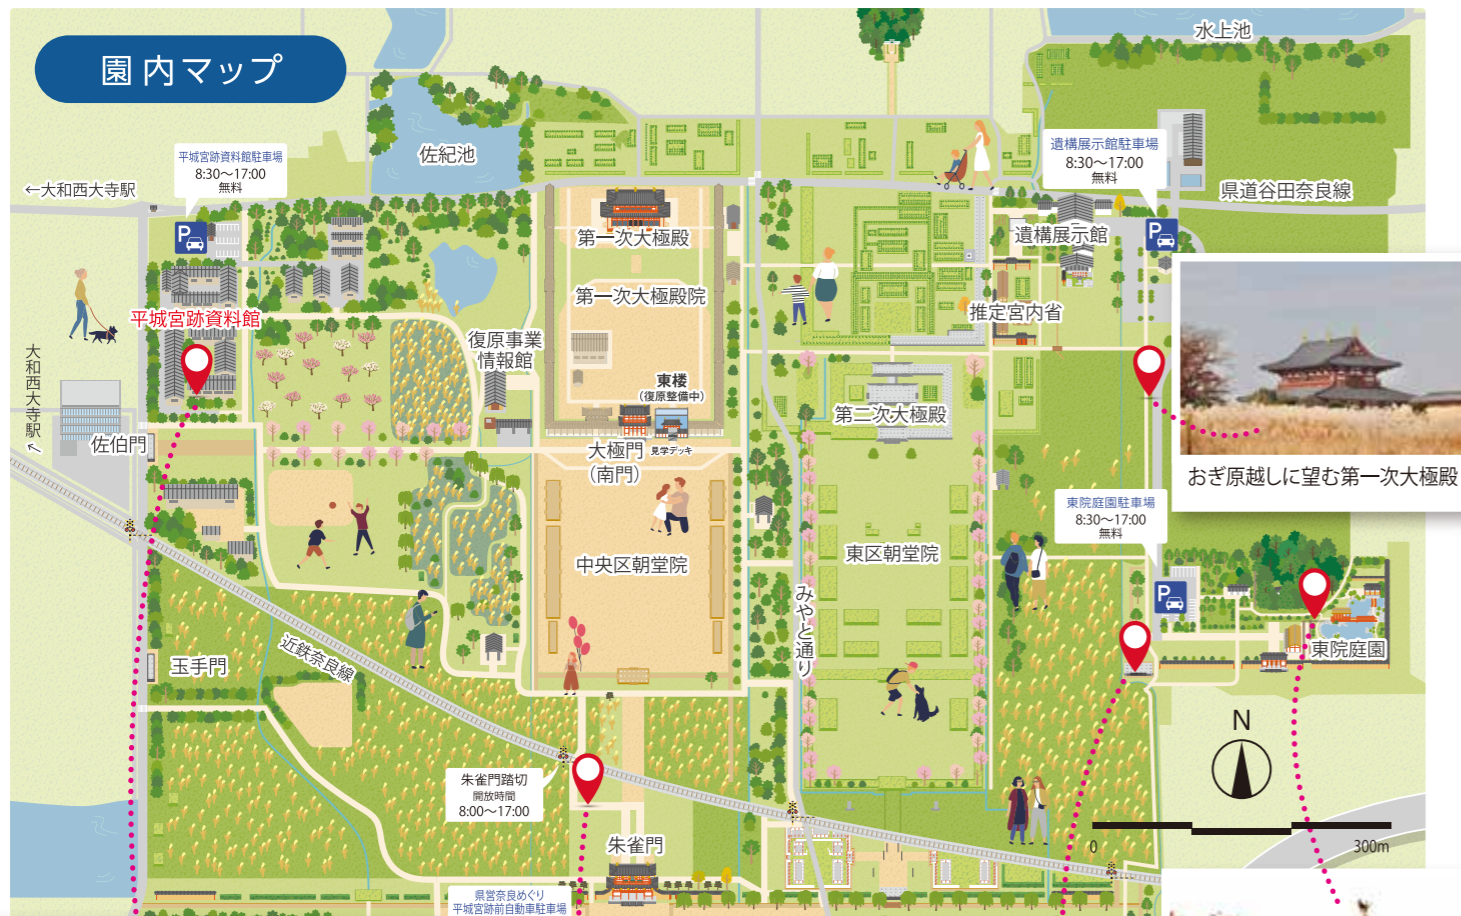 園内マップ
水上池
佐紀池
平城宮跡資料館駐車場
8:30〜17:00
無料
←大和西大寺駅
遺構展示館駐車場
8:30〜17:00
無料
県道谷田奈良線
P
P
第一次大極殿
遺構展示館
第一次大極殿院
平城宮跡資料館
推定宮内省
復原事業
情報館
大和西大寺駅←
東楼
(復原整備中)
第二次大極殿
佐伯門
大極門
(南門)
見学デッキ
おぎ原越しに望む第一次大極殿
東院庭園駐車場
8:30〜17:00
無料
P
中央区朝堂院
東区朝堂院
みやと通り
近鉄奈良線
玉手門
東院庭園
N
朱雀門踏切
開放時間
8:00〜17:00
0
300m
朱雀門
県営奈良めぐり
平城宮跡前自動車駐車場